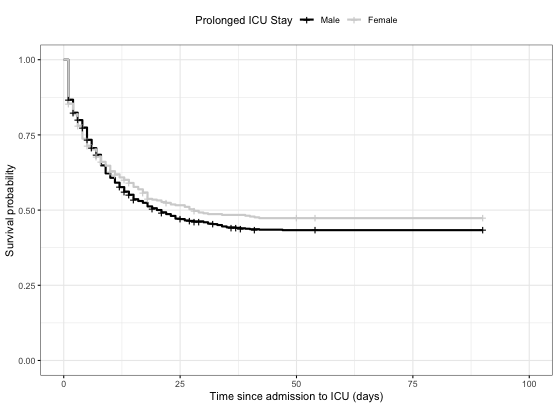 Prolonged ICU Stay Male Female
1.00
0.75
0.50
0.25
0.00
Survival probability
0 25 50 75 100
Time since admission to ICU (days)